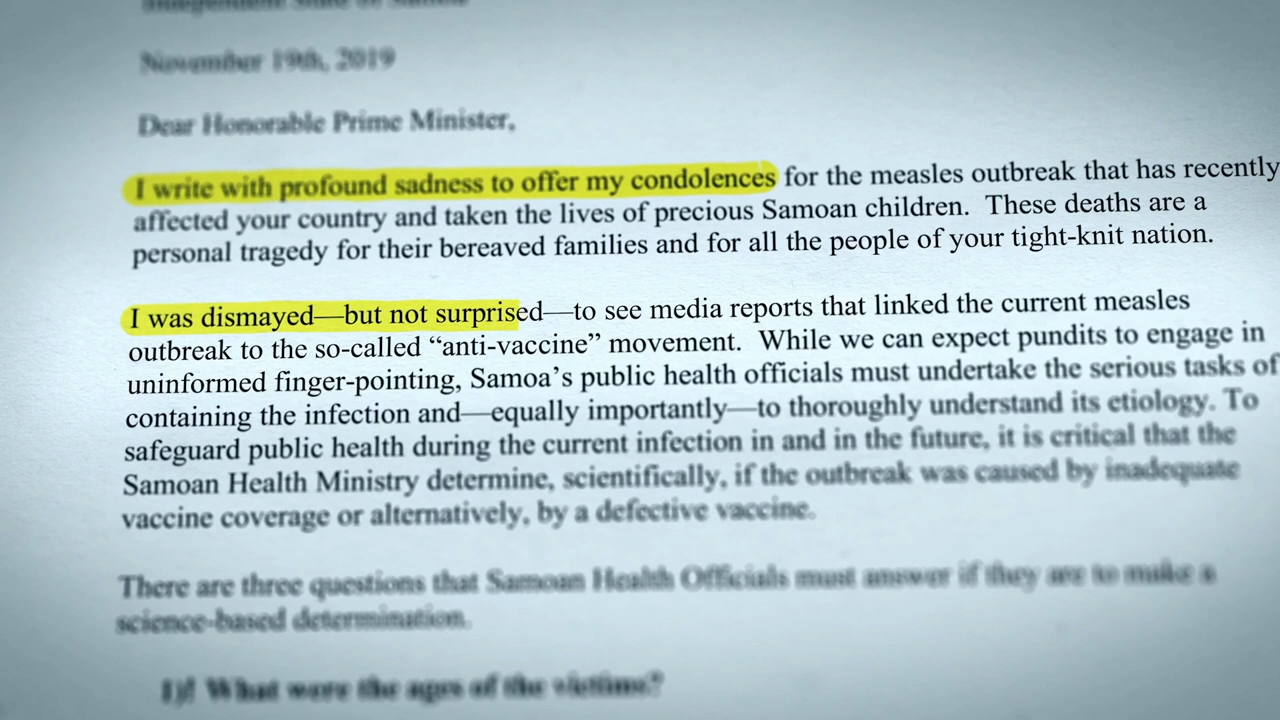 Independent State of Samoa
November 19th, 2019
Dear Honorable Prime Minister,
I write with profound sadness to offer my condolences for the measles outbreak that has recently
affected your country and taken the lives of precious Samoan children.  These deaths are a
personal tragedy for their bereaved families and for all the people of your tight-knit nation.
I was dismayed—but not surprised—to see media reports that linked the current measles
outbreak to the so-called “anti-vaccine” movement.  While we can expect pundits to engage in
uninformed finger-pointing, Samoa’s public health officials must undertake the serious tasks of
containing the infection and—equally importantly—to thoroughly understand its etiology. To
safeguard public health during the current infection in and in the future, it is critical that the
Samoan Health Ministry determine, scientifically, if the outbreak was caused by inadequate
vaccine coverage or alternatively, by a defective vaccine.
There are three questions that Samoan Health Officials must answer if they are to make a
science-based determination.
1) What were the ages of the victims?